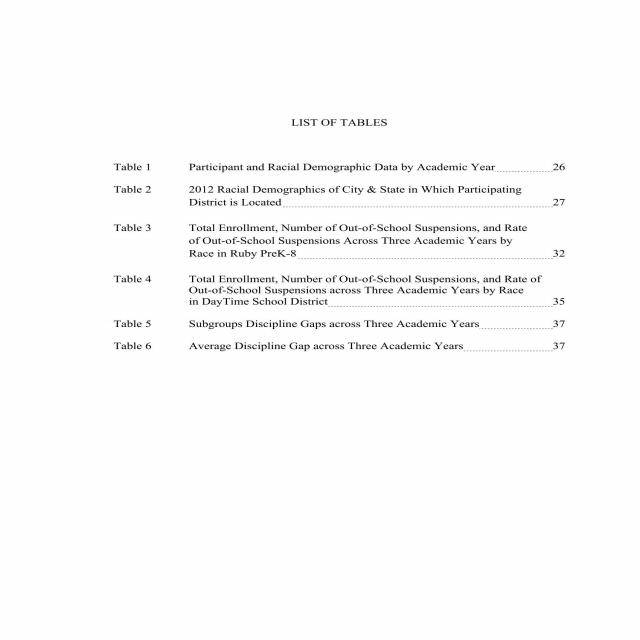 LIST OF TABLES
Table 1 Participant and Racial Demographic Data by Academic Year 26
Table 2 2012 Racial Demographics of City & State in Which Participating
District is Located 27
Table 3 Total Enrollment, Number of Out-of-School Suspensions, and Rate
of Out-of-School Suspensions Across Three Academic Years by
Race in Ruby PreK-8 32
Table 4 Total Enrollment, Number of Out-of-School Suspensions, and Rate of
Out-of-School Suspensions across Three Academic Years by Race
in DayTime School District 35
Table 5 Subgroups Discipline Gaps across Three Academic Years 37
Table 6 Average Discipline Gap across Three Academic Years 37